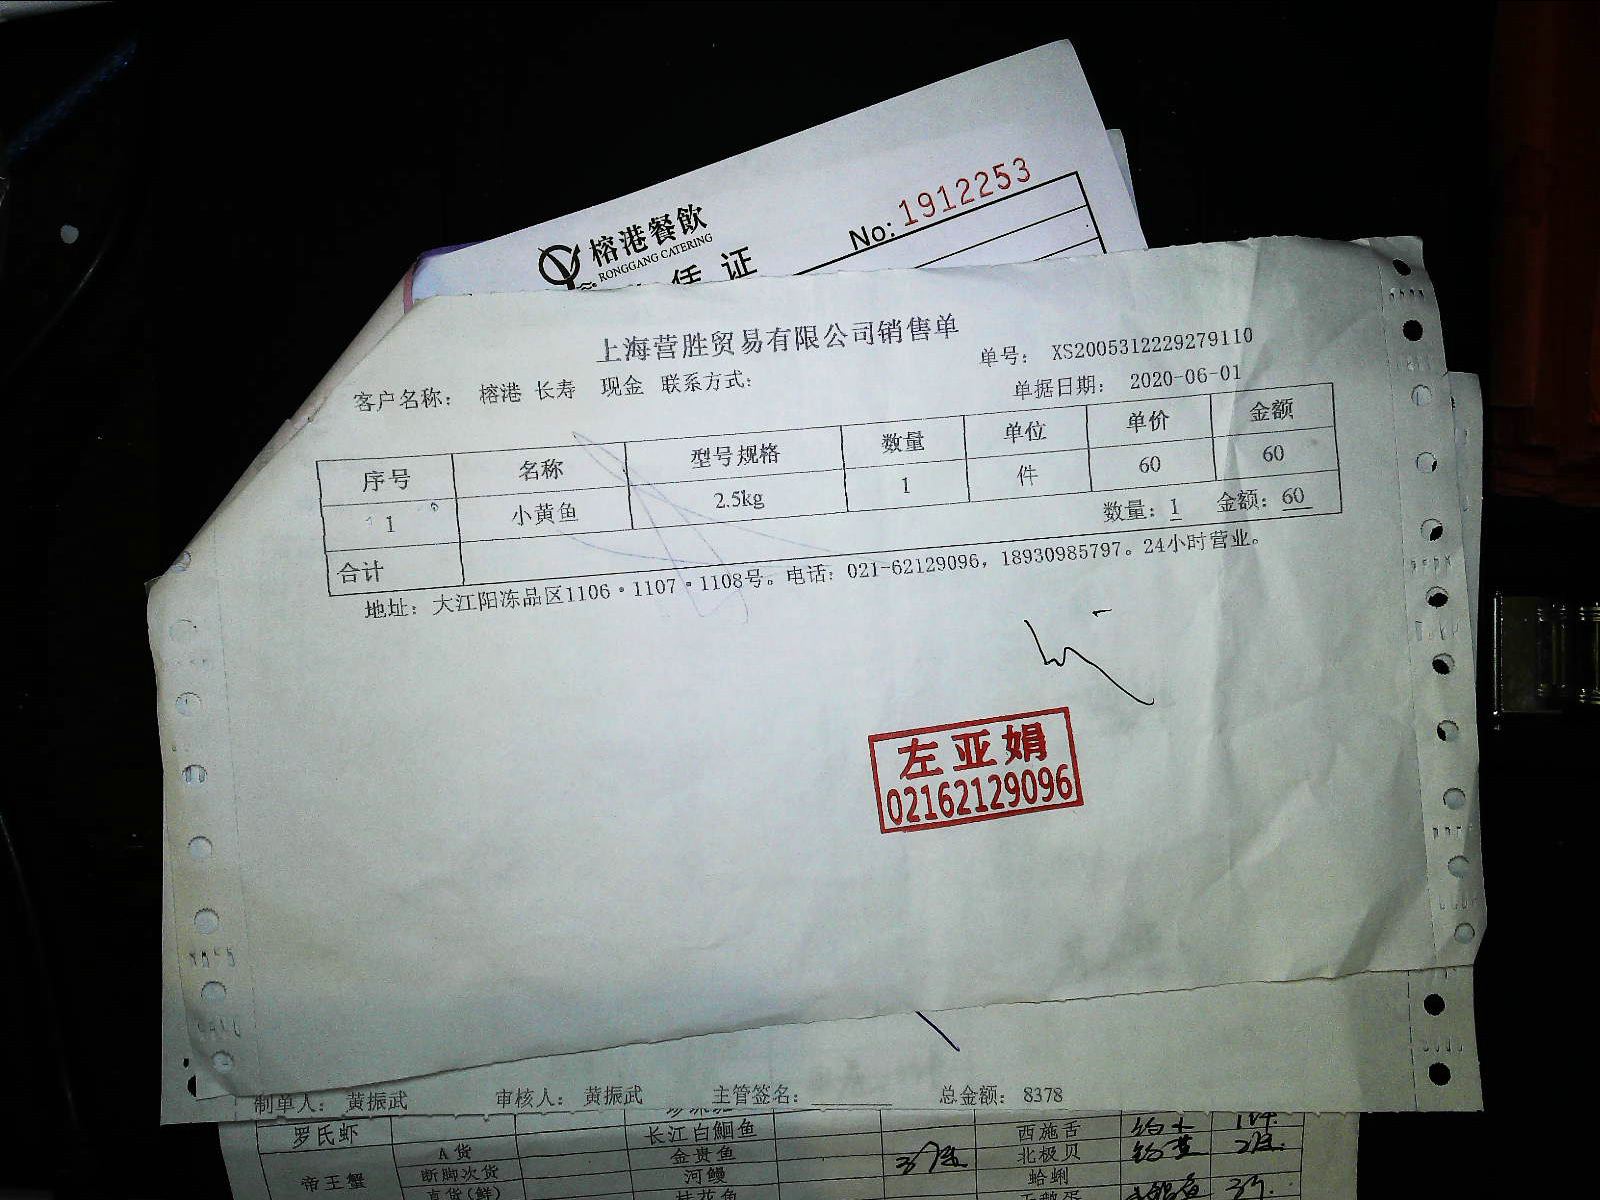 榕港餐飲
RONGGANG CATERING
No: 1912253
凭 证
上海营胜贸易有限公司销售单
单号： XS2005312229279110
客户名称： 榕港 长寿 现金 联系方式：
单据日期： 2020-06-01
序号 名称 型号规格 数量 单位 单价 金额
1 小黄鱼 2.5kg 1 件 60 60
合计 数量：1 金额：60
地址：大江阳冻品区1106·1107·1108号。电话：021-62129096，18930985797。24小时营业。
左亚娟
02162129096
制单人： 黄振武 审核人： 黄振武 主管签名： 总金额： 8378
罗氏虾 长江白鮰鱼 西施舌
A货 金贵鱼 北极贝
帝王蟹 断脚次货 河鳗 蛤蜊
真货(鲜) 桂花鱼